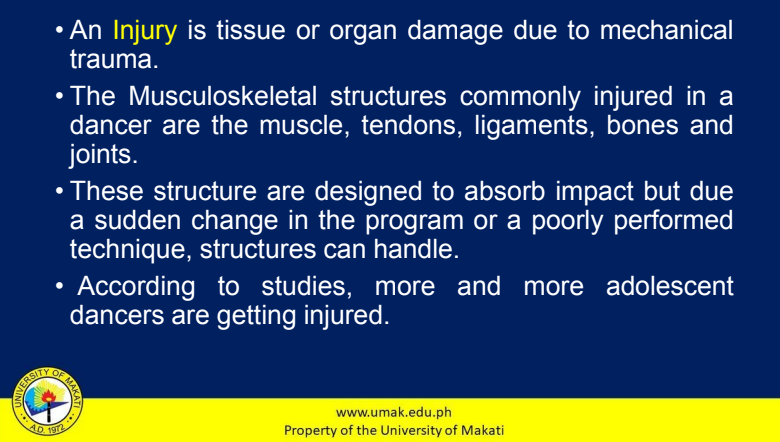 • An Injury is tissue or organ damage due to mechanical
trauma.
• The Musculoskeletal structures commonly injured in a
dancer are the muscle, tendons, ligaments, bones and
joints.
• These structure are designed to absorb impact but due
a sudden change in the program or a poorly performed
technique, structures can handle.
• According to studies, more and more adolescent
dancers are getting injured.
UNIVERSITY OF MAKATI
A.D. 1972
www.umak.edu.ph
Property of the University of Makati